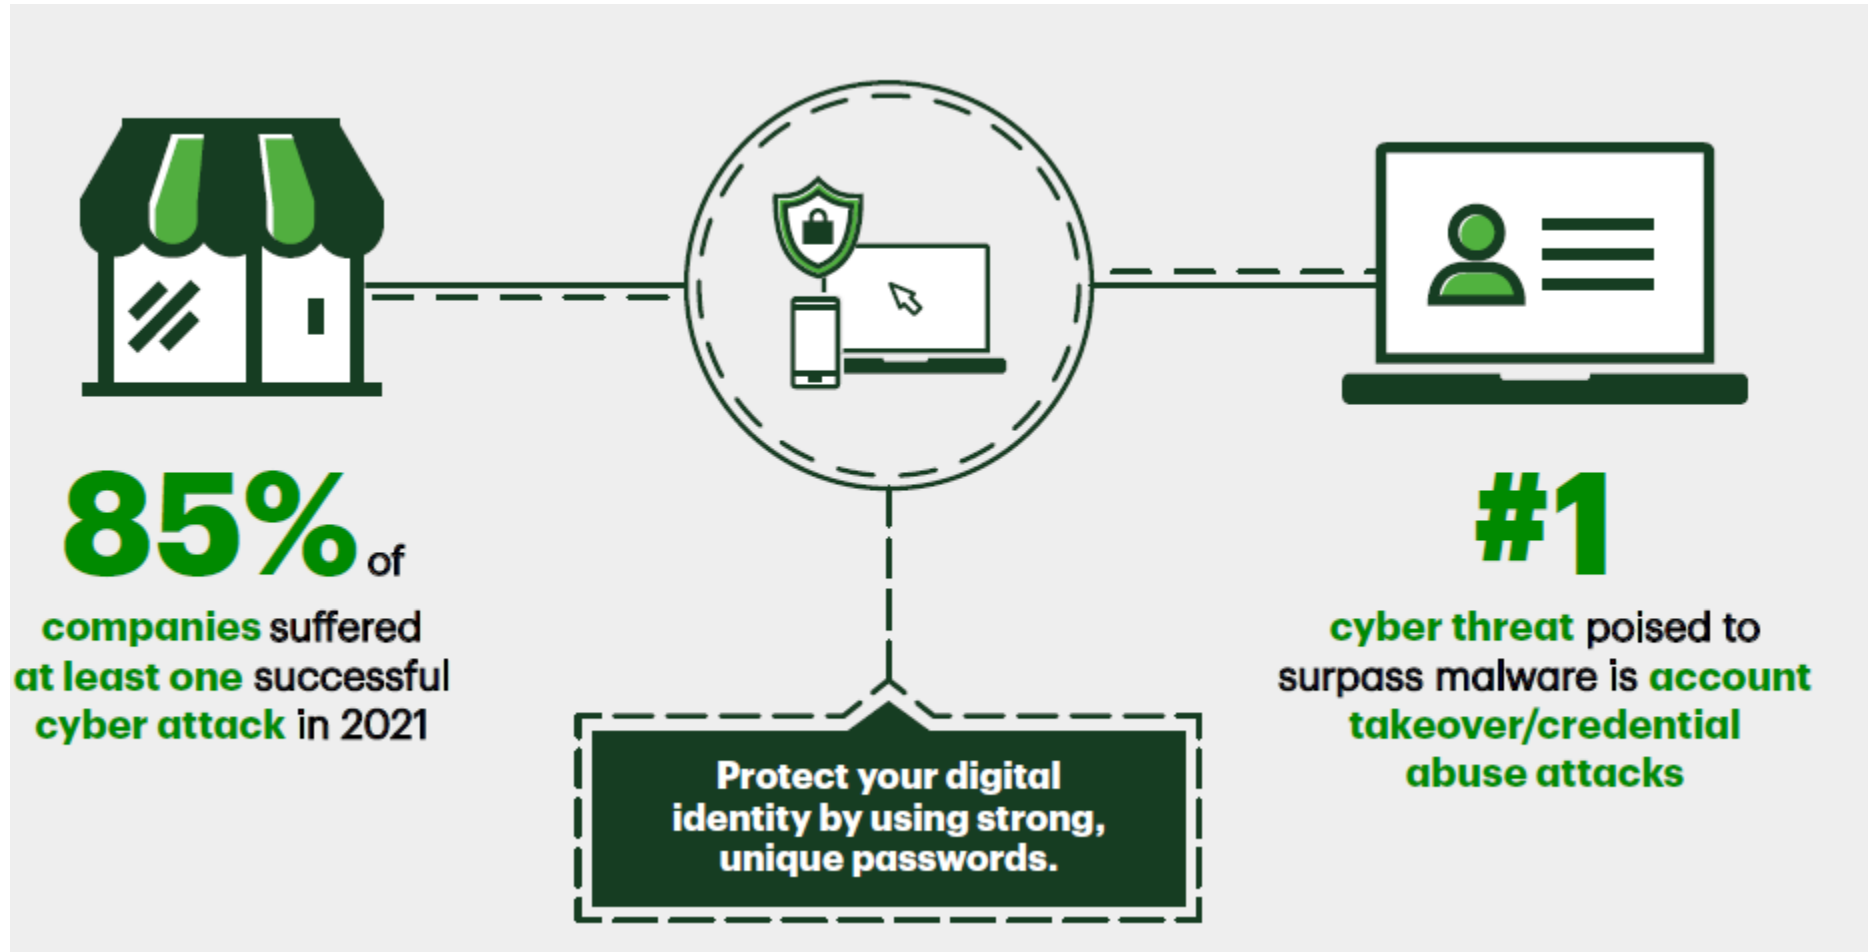 85% of
companies suffered
at least one successful
cyber attack in 2021
Protect your digital
identity by using strong,
unique passwords.
#1
cyber threat poised to
surpass malware is account
takeover/credential
abuse attacks